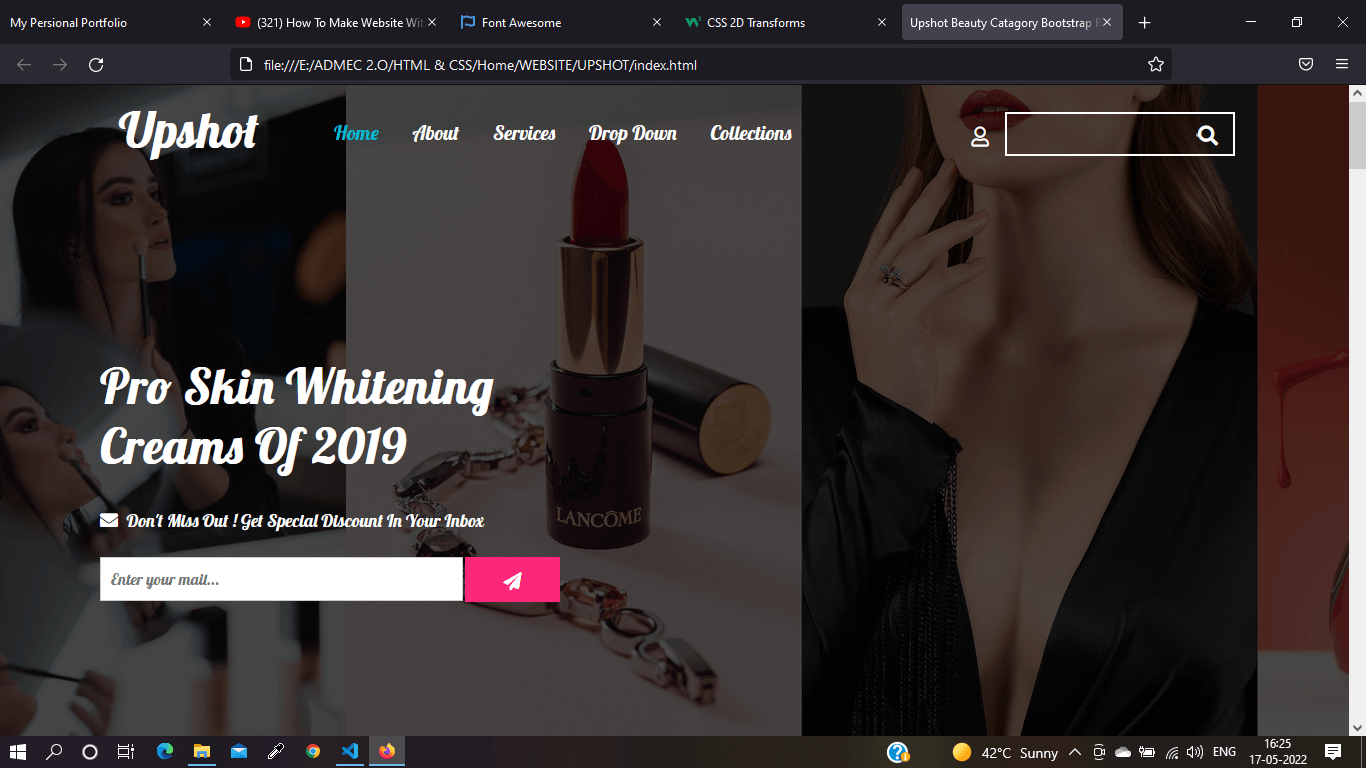 My Persional Portfolio
(321) How To Make Website Wit
Font Awesome
CSS 2D Transforms
Upshot Beauty Catagory Bootstrap
file:///E:/ADMEC 2.O/HTML & CSS/Home/WEBSITE/UPSHOT/index.html
Upshot
Home
About
Services
Drop Down
Collections
Pro Skin Whitening
Creams Of 2019
Don't Miss Out ! Get Special Discount In Your Inbox
Enter your mail...
LANCÔME
42°C Sunny
ENG
16:25
17-05-2022